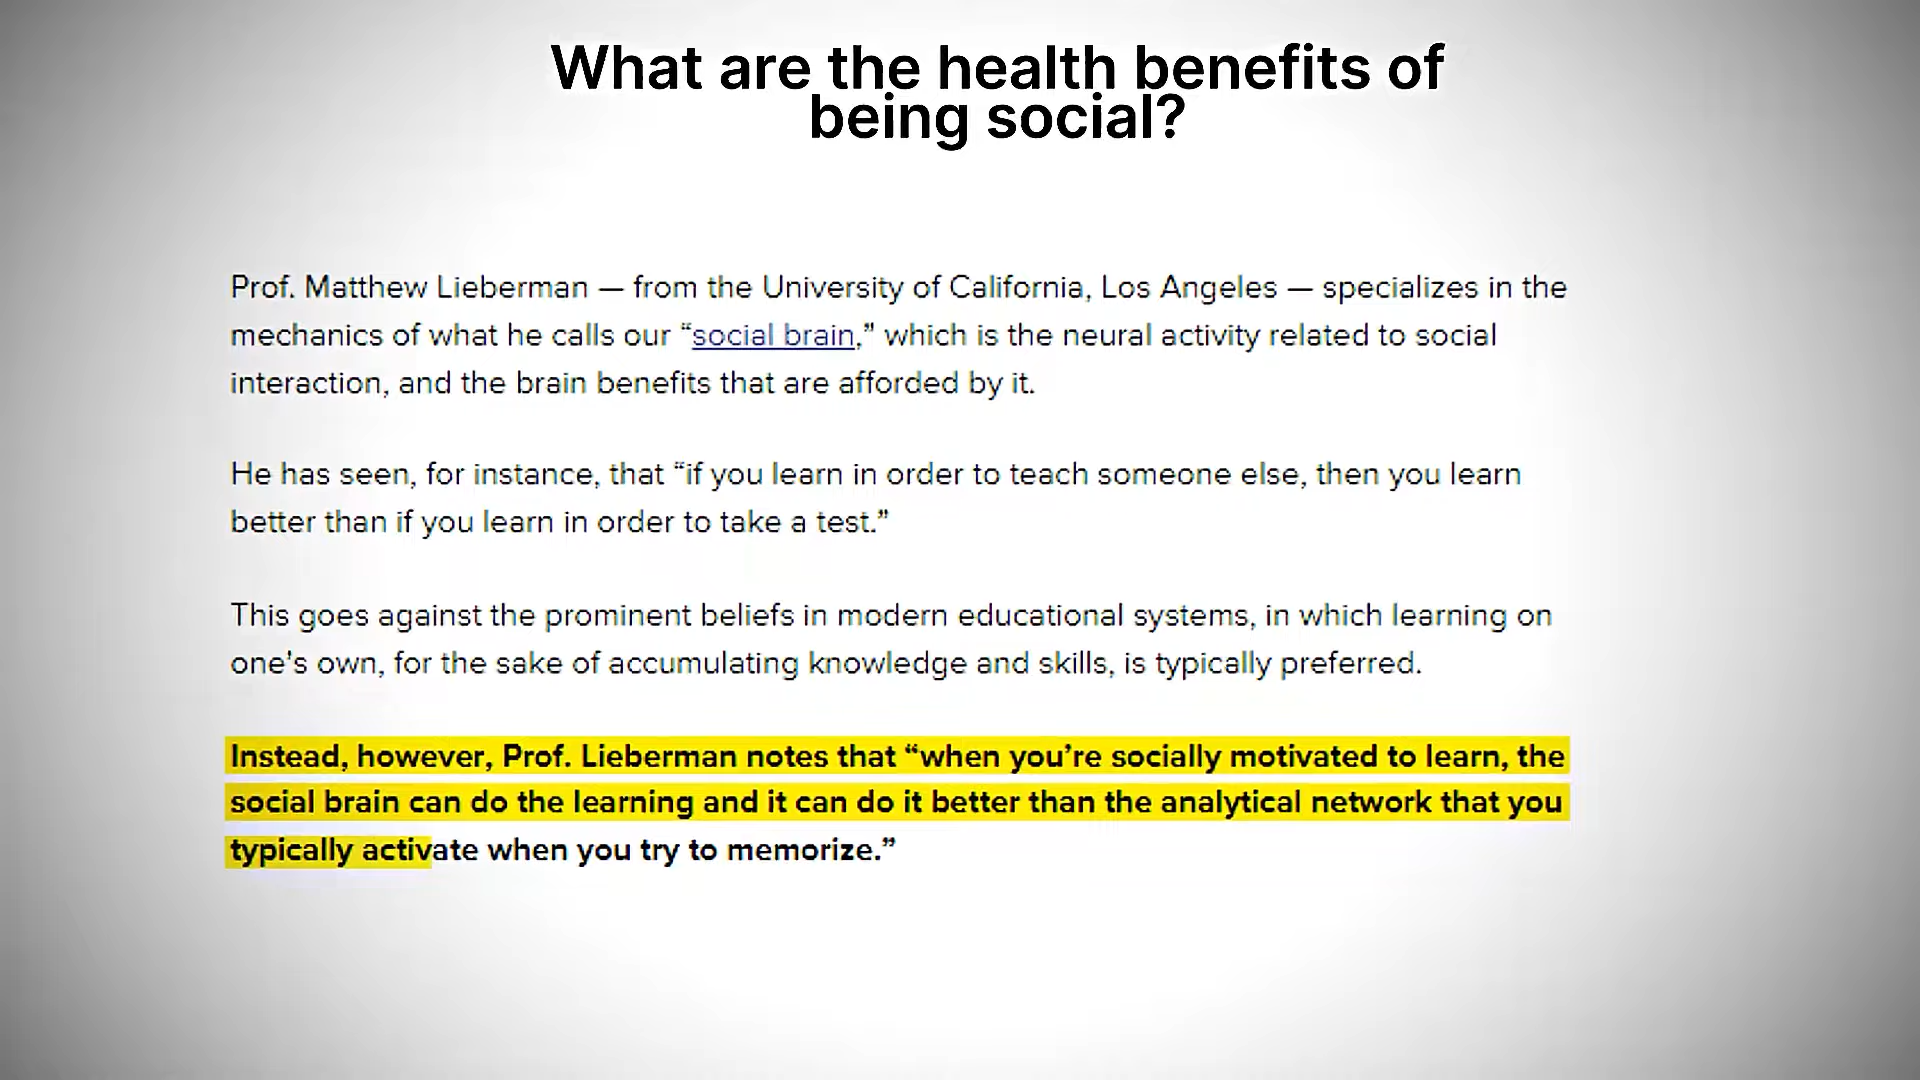 What are the health benefits of
being social?
Prof. Matthew Lieberman — from the University of California, Los Angeles — specializes in the
mechanics of what he calls our “social brain,” which is the neural activity related to social
interaction, and the brain benefits that are afforded by it.
He has seen, for instance, that “if you learn in order to teach someone else, then you learn
better than if you learn in order to take a test.”
This goes against the prominent beliefs in modern educational systems, in which learning on
one's own, for the sake of accumulating knowledge and skills, is typically preferred.
Instead, however, Prof. Lieberman notes that “when you’re socially motivated to learn, the
social brain can do the learning and it can do it better than the analytical network that you
typically activate when you try to memorize.”